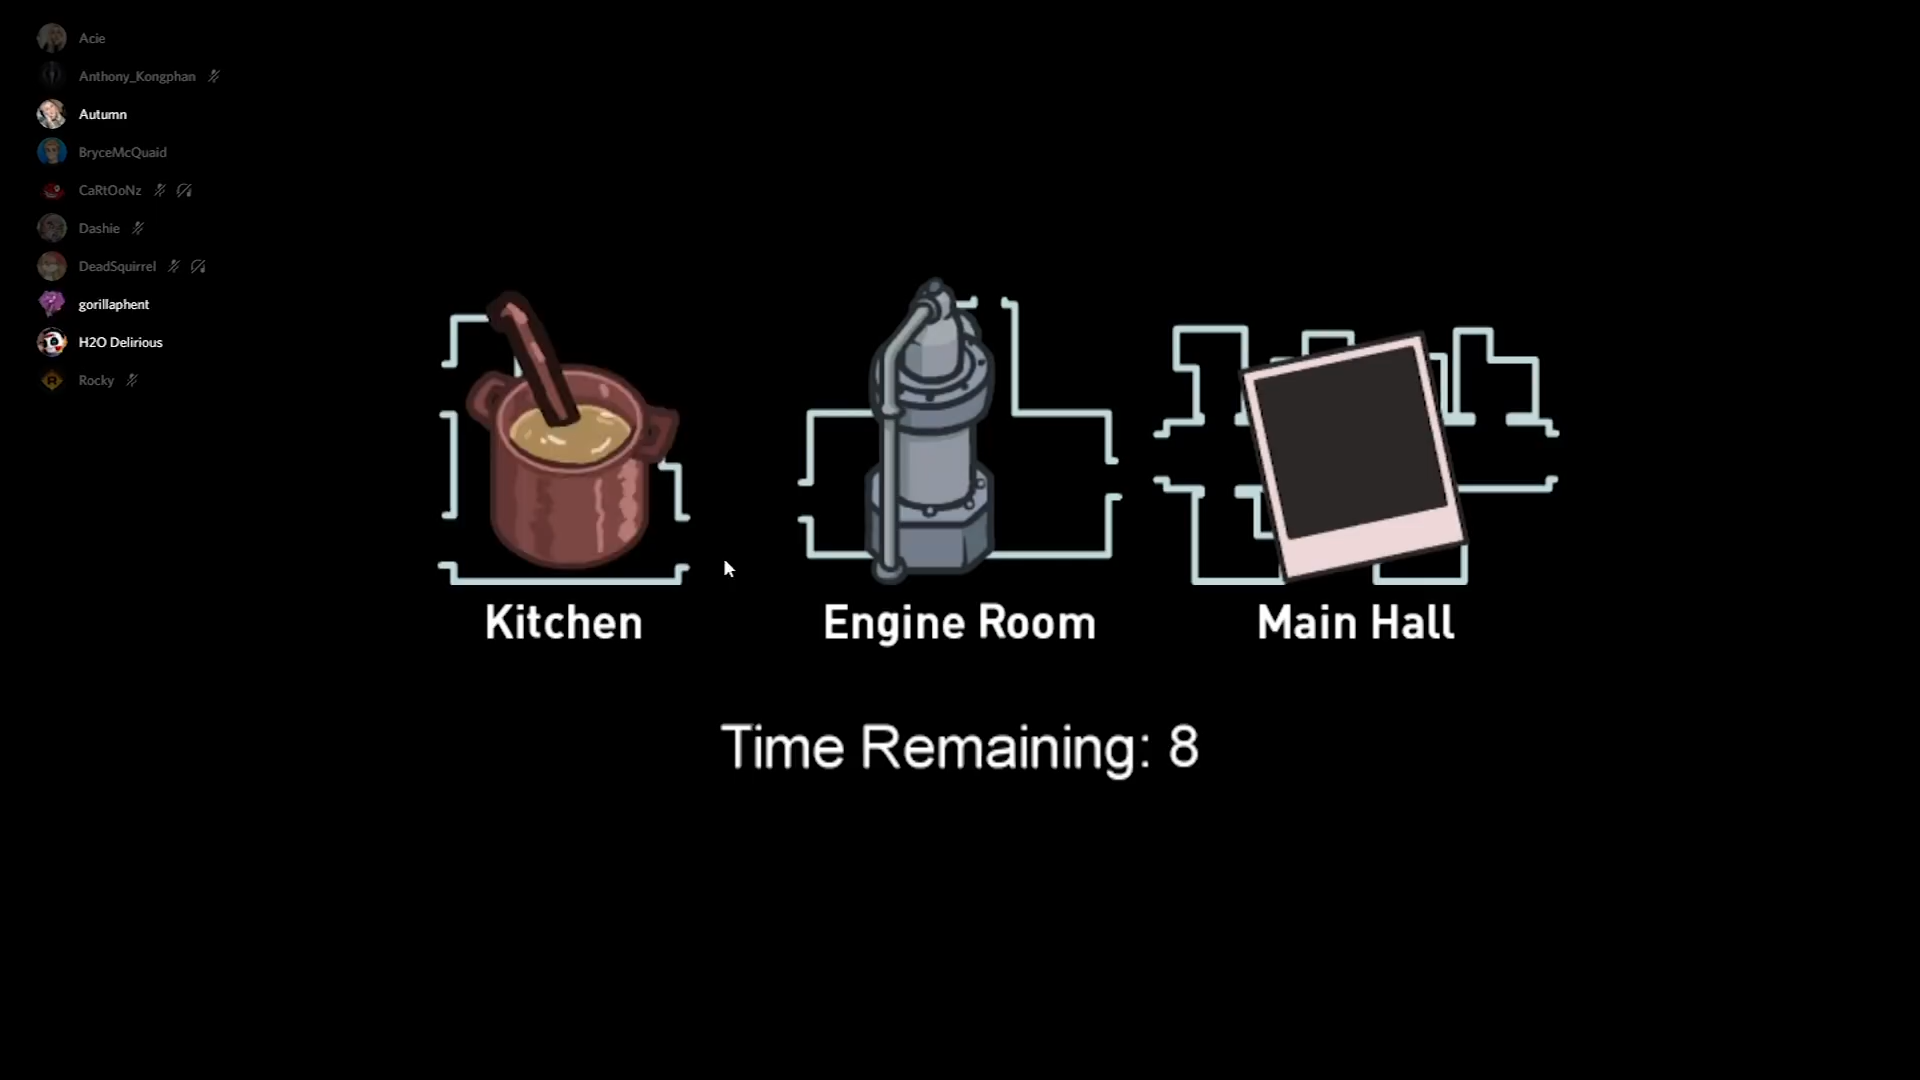 Acie
Anthony_Kongphan
Autumn
BryceMcQuaid
CaRtOoNz
Dashie
DeadSquirrel
gorillaphent
H2O Delirious
Rocky
Kitchen
Engine Room
Main Hall
Time Remaining: 8